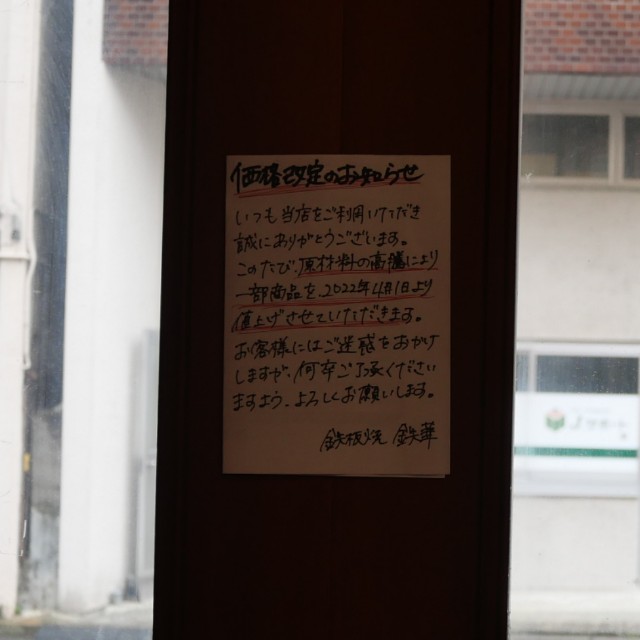 価格改定のお知らせ
いつも当店をご利用いただき
誠にありがとうございます。
このたび、原材料の高騰により
一部商品を2022年4月1日より
値上げさせていただきます。
お客様にはご迷惑をおかけ
しますが、何卒ご了承ください
ますよう、よろしくお願いします。
鉄板焼 鉄華